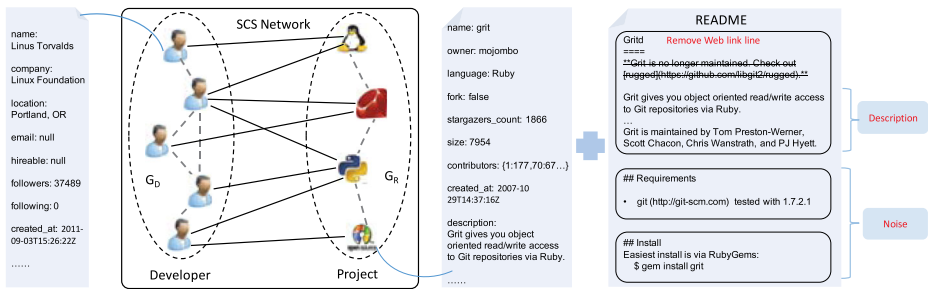 name:
Linus Torvalds
company:
Linux Foundation
location:
Portland, OR
email: null
hireable: null
followers: 37489
following: 0
created_at: 2011-
09-03T15:26:22Z
......
SCS Network
G_D
G_R
Developer
Project
name: grit
owner: mojombo
language: Ruby
fork: false
stargazers_count: 1866
size: 7954
contributors: {1:177,70:67...}
created_at: 2007-10
29T14:37:16Z
description:
Grit gives you object
oriented read/write access
to Git repositories via Ruby.
......
README
Gritd
Remove Web link line
====
**Grit is no longer maintained. Check out
[rugged](https://github.com/libgit2/rugged).**
Grit gives you object oriented read/write access
to Git repositories via Ruby.
...
Grit is maintained by Tom Preston-Werner,
Scott Chacon, Chris Wanstrath, and PJ Hyett.
Description
## Requirements
• git (http://git-scm.com) tested with 1.7.2.1
Noise
## Install
Easiest install is via RubyGems:
$ gem install grit